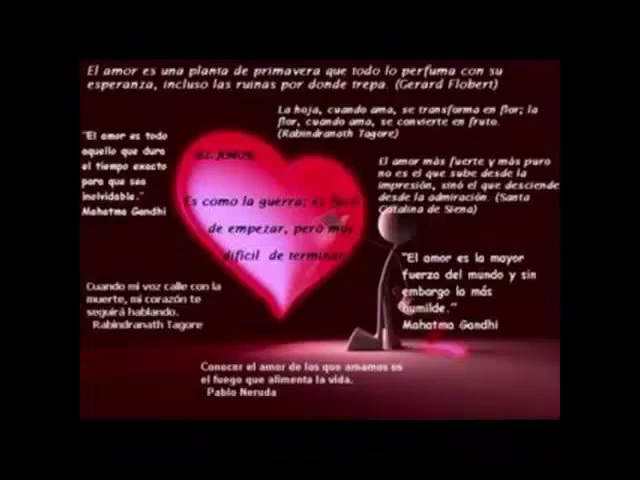 El amor es una planta de primavera que todo lo perfuma con su
esperanza, incluso las ruinas por donde trepa. (Gerard Flobert)
La hoja, cuando ama, se transforma en flor; la
flor, cuando ama, se convierte en fruto.
(Rabindranath Tagore)
"El amor es todo
aquello que dura
el tiempo exacto
para que sea
inolvidable."
Mahatma Gandhi
EL AMOR
Es como la guerra; es fácil
de empezar, pero muy
difícil de terminar
El amor más fuerte y más puro
no es el que sube desde la
impresión, sinó el que desciende
desde la admiración. (Santa
Catalina de Siena)
"El amor es la mayor
fuerza del mundo y sin
embargo la más
humilde."
Mahatma Gandhi
Cuando mi voz calle con la
muerte, mi corazón te
seguirá hablando.
Rabindranath Tagore
Conocer el amor de los que amamos es
el fuego que alimenta la vida.
Pablo Neruda